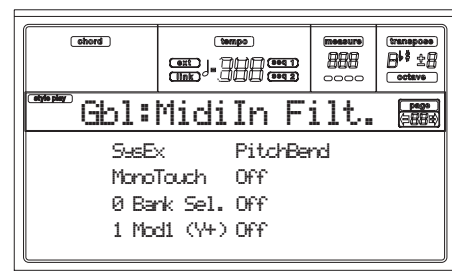 chord
tempo
measure
transpose
ext
seq 1
link
seq 2
octave
style play
Gbl:MidiIn Filt.
page
SysEx PitchBend
MonoTouch Off
0 Bank Sel. Off
1 Mod1 (Y+) Off